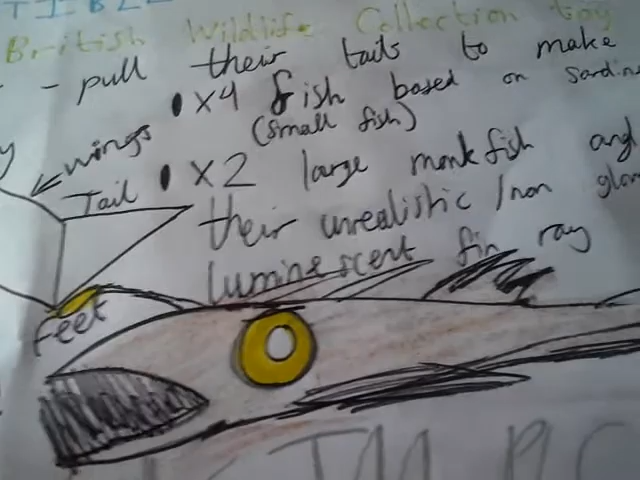 British Wildlife Collection tiny
- pull their tails to make
x4 fish based on
(small fish)
wings
x2 large monkfish and
Tail
their unrealistic / non
luminescent fin ray
Feet